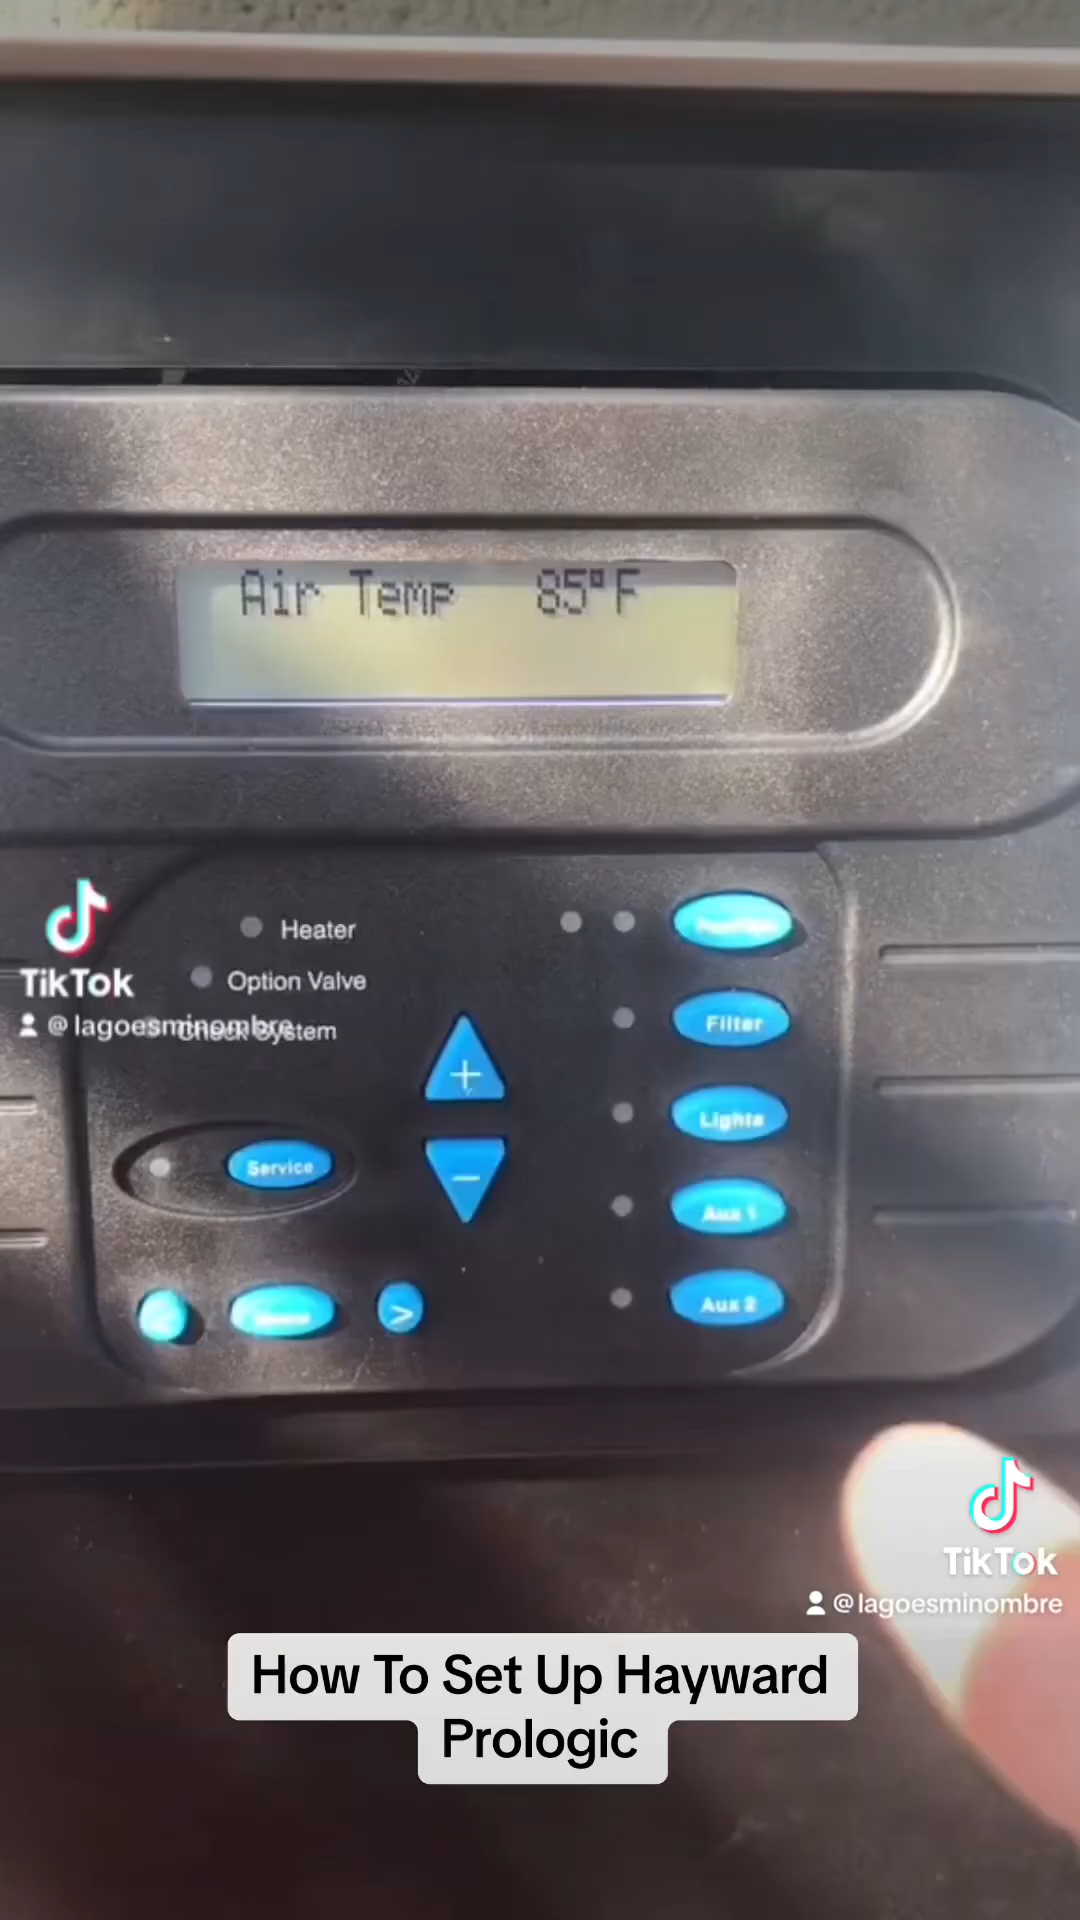 Air Temp 85°F
Heater
TikTok
Option Valve
@lagoesminombre
Check System
+
Filter
Lights
Service
−
Aux 1
>
Aux 2
TikTok
@lagoesminombre
How To Set Up Hayward
Prologic